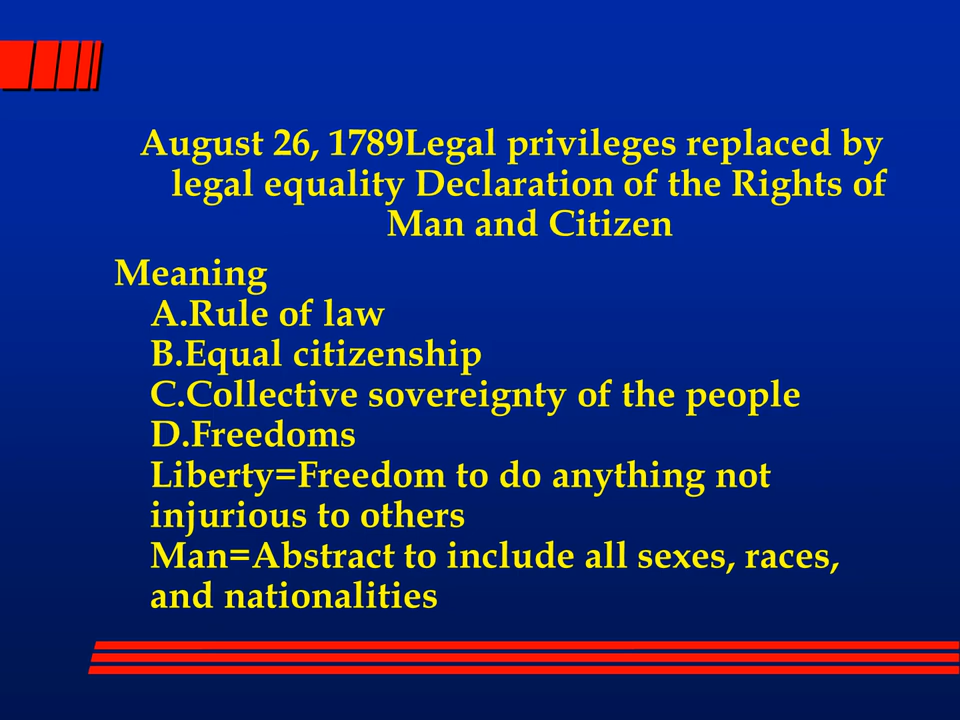 August 26, 1789Legal privileges replaced by
legal equality Declaration of the Rights of
Man and Citizen
Meaning
A.Rule of law
B.Equal citizenship
C.Collective sovereignty of the people
D.Freedoms
Liberty=Freedom to do anything not
injurious to others
Man=Abstract to include all sexes, races,
and nationalities